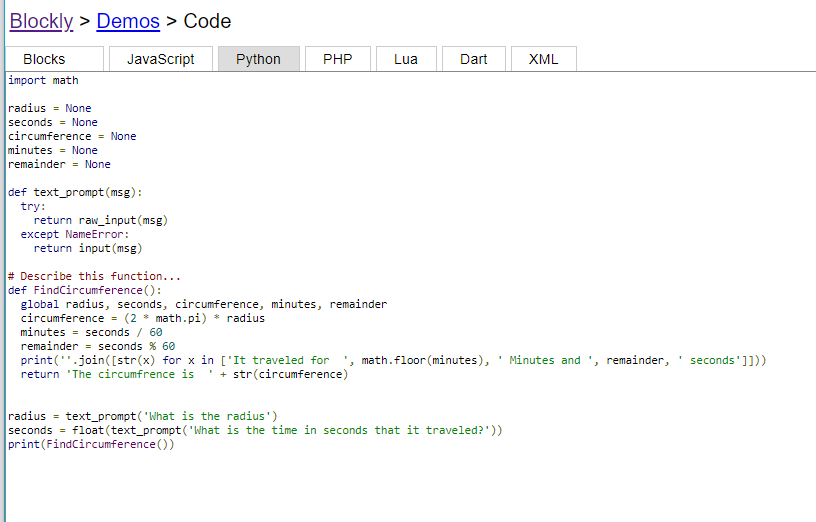 Blockly > Demos > Code
Blocks JavaScript Python PHP Lua Dart XML
import math

radius = None
seconds = None
circumference = None
minutes = None
remainder = None

def text_prompt(msg):
  try:
    return raw_input(msg)
  except NameError:
    return input(msg)

# Describe this function...
def FindCircumference():
  global radius, seconds, circumference, minutes, remainder
  circumference = (2 * math.pi) * radius
  minutes = seconds / 60
  remainder = seconds % 60
  print(''.join([str(x) for x in ['It traveled for  ', math.floor(minutes), ' Minutes and ', remainder, ' seconds']]))
  return 'The circumfrence is  ' + str(circumference)


radius = text_prompt('What is the radius')
seconds = float(text_prompt('What is the time in seconds that it traveled?'))
print(FindCircumference())